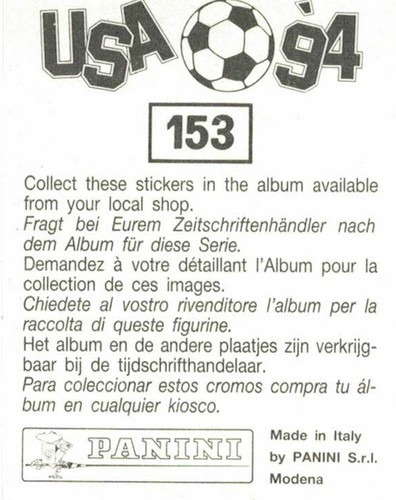 USA '94
153
Collect these stickers in the album available
from your local shop.
Fragt bei Eurem Zeitschriftenhändler nach
dem Album für diese Serie.
Demandez à votre détaillant l'Album pour la
collection de ces images.
Chiedete al vostro rivenditore l'album per la
raccolta di queste figurine.
Het album en de andere plaatjes zijn verkrijg-
baar bij de tijdschrifthandelaar.
Para coleccionar estos cromos compra tu ál-
bum en cualquier kiosco.
PANINI
Made in Italy
by PANINI S.r.l.
Modena